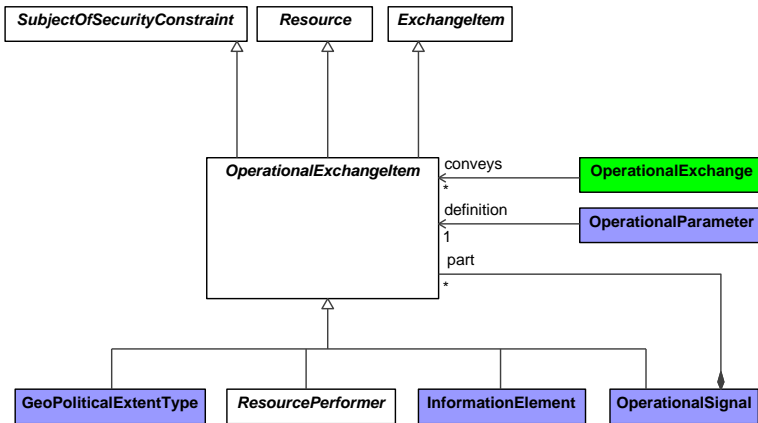 SubjectOfSecurityConstraint
Resource
ExchangeItem
OperationalExchangeItem
conveys
*
OperationalExchange
definition
1
OperationalParameter
part
*
GeoPoliticalExtentType
ResourcePerformer
InformationElement
OperationalSignal